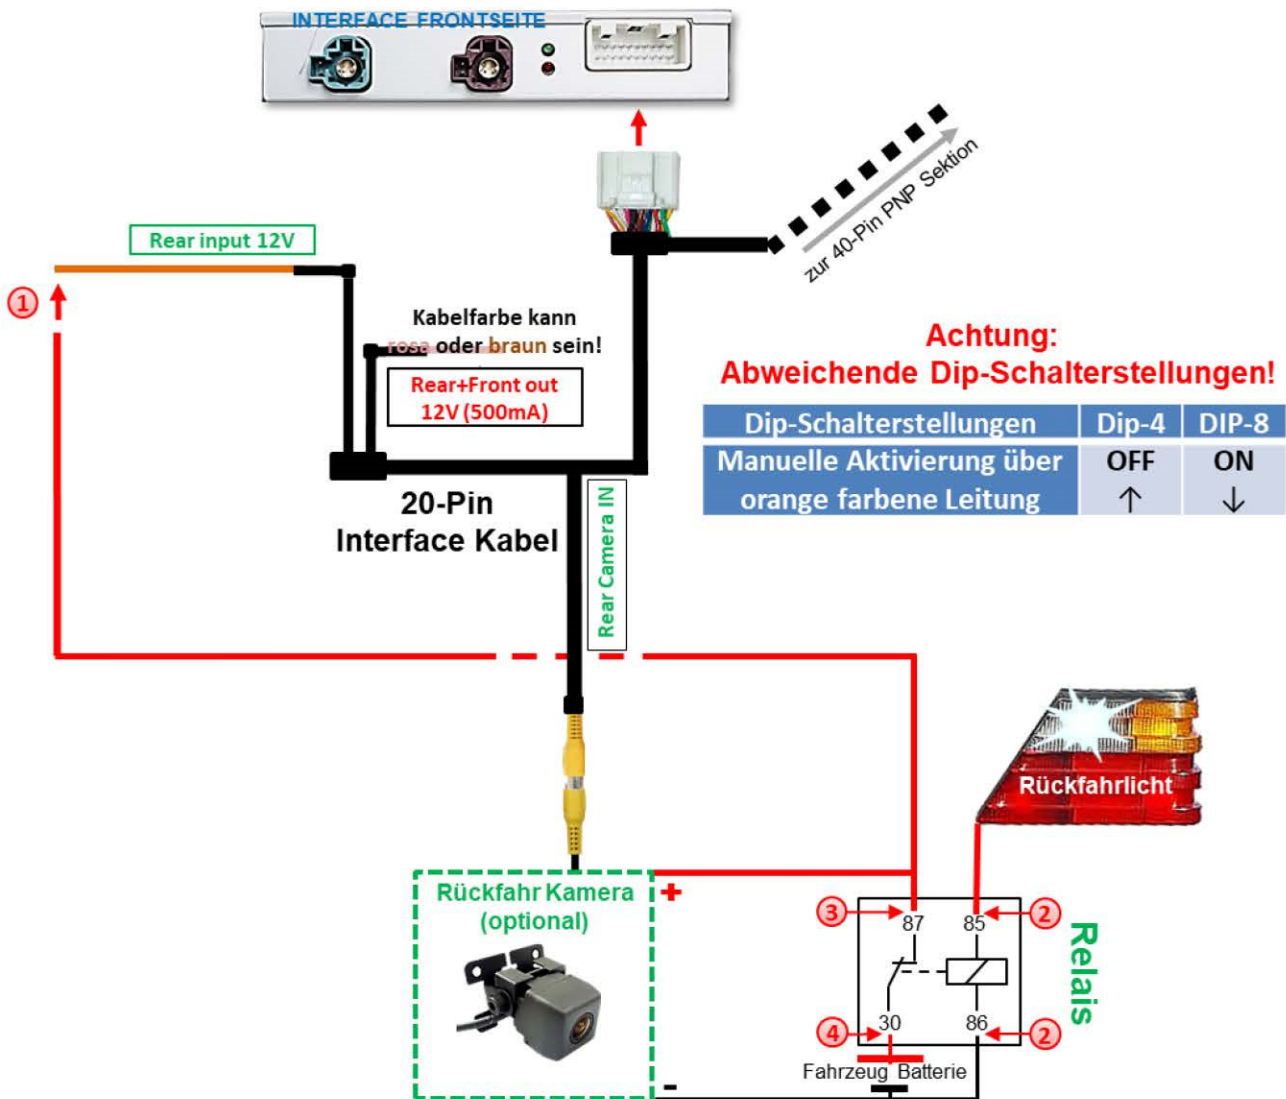 INTERFACE FRONTSEITE
zur 40-Pin PNP Sektion
Rear input 12V
1
Kabelfarbe kann
rosa oder braun sein!
Rear+Front out
12V (500mA)
Achtung:
Abweichende Dip-Schalterstellungen!
Dip-Schalterstellungen Dip-4 DIP-8
Manuelle Aktivierung über OFF ON
orange farbene Leitung ↑ ↓
20-Pin
Interface Kabel
Rear Camera IN
Rückfahrlicht
Rückfahr Kamera
(optional)
+
-
3 87 85 2
Relais
4 30 86 2
Fahrzeug Batterie